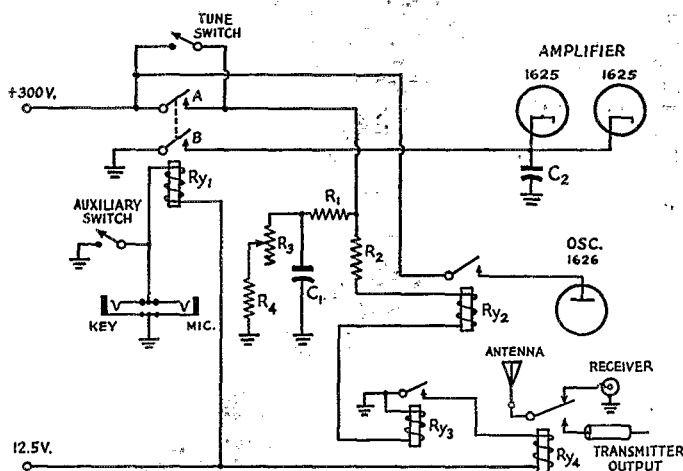 TUNE
SWITCH
AMPLIFIER
1625 1625
+300V.
A
B
C2
Ry1
AUXILIARY
SWITCH
R1
R3
R2
R4
C1
OSC.
1626
Ry2
KEY
MIC.
ANTENNA
RECEIVER
Ry3
12.5V.
Ry4
TRANSMITTER
OUTPUT